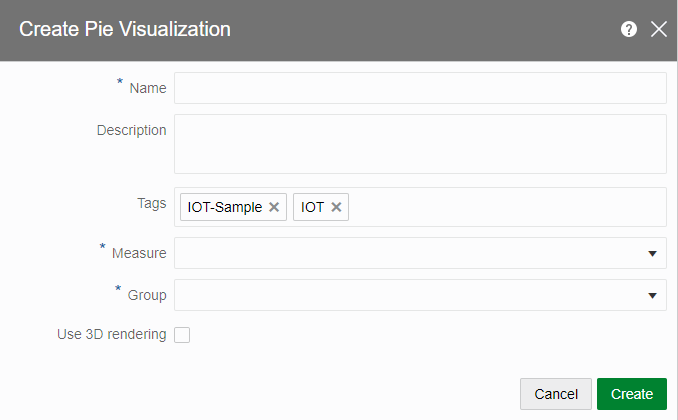 Create Pie Visualization ?
* Name
Description
Tags IOT-Sample IOT
* Measure
* Group
Use 3D rendering
Cancel Create